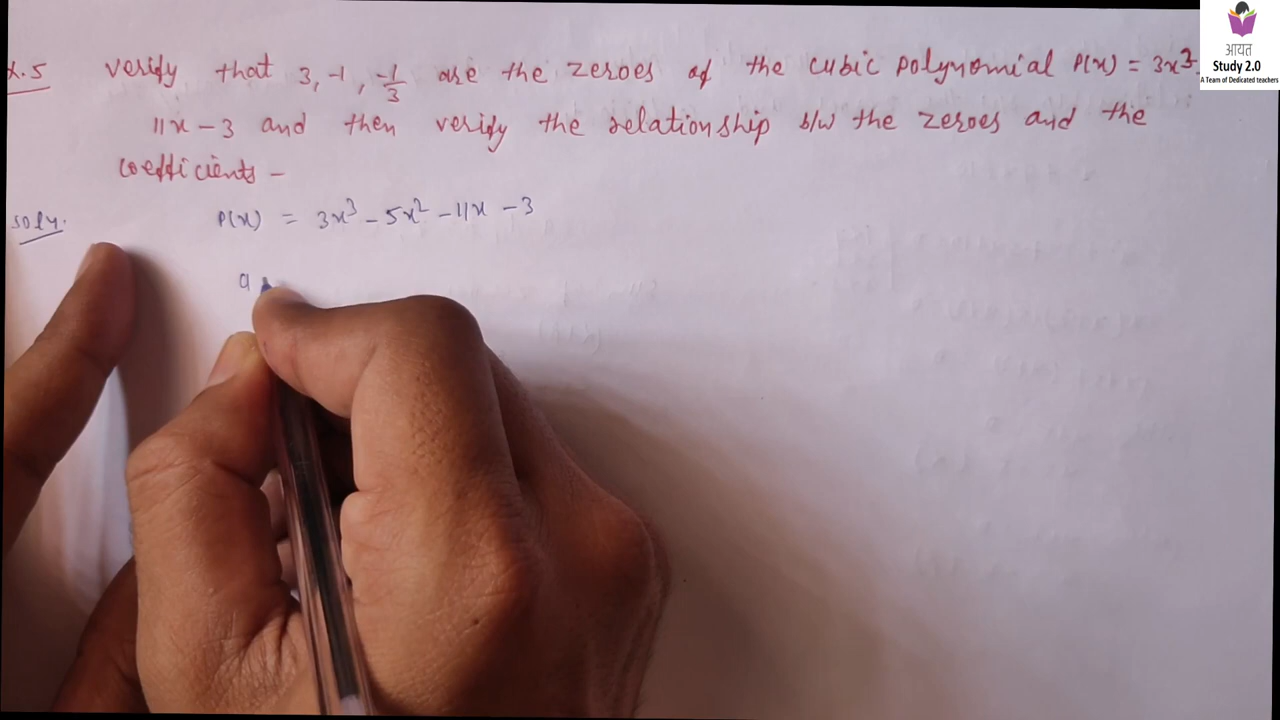 x.5 verify that 3, -1, -1/3 are the zeroes of the cubic polynomial P(x) = 3x³-
11x - 3 and then verify the relationship b/w the zeroes and the
coefficients -
soly. P(x) = 3x³ - 5x² - 11x - 3
a
आयत
Study 2.0
A Team of Dedicated teachers